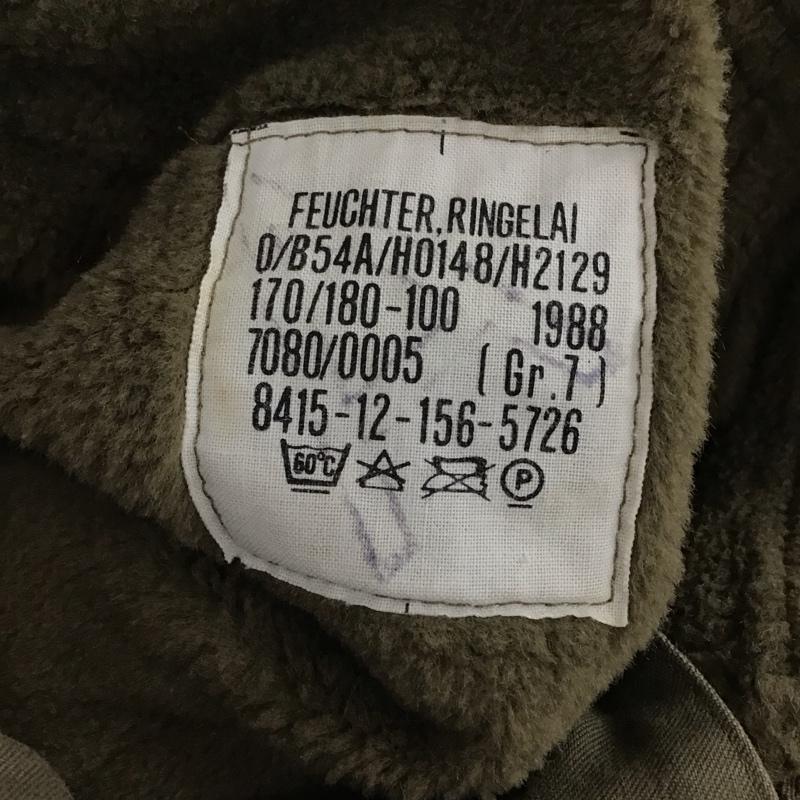 FEUCHTER,RINGELAI
0/B54A/H0148/H2129
170/180-100 1988
7080/0005 (Gr.7)
8415-12-156-5726
60°C P